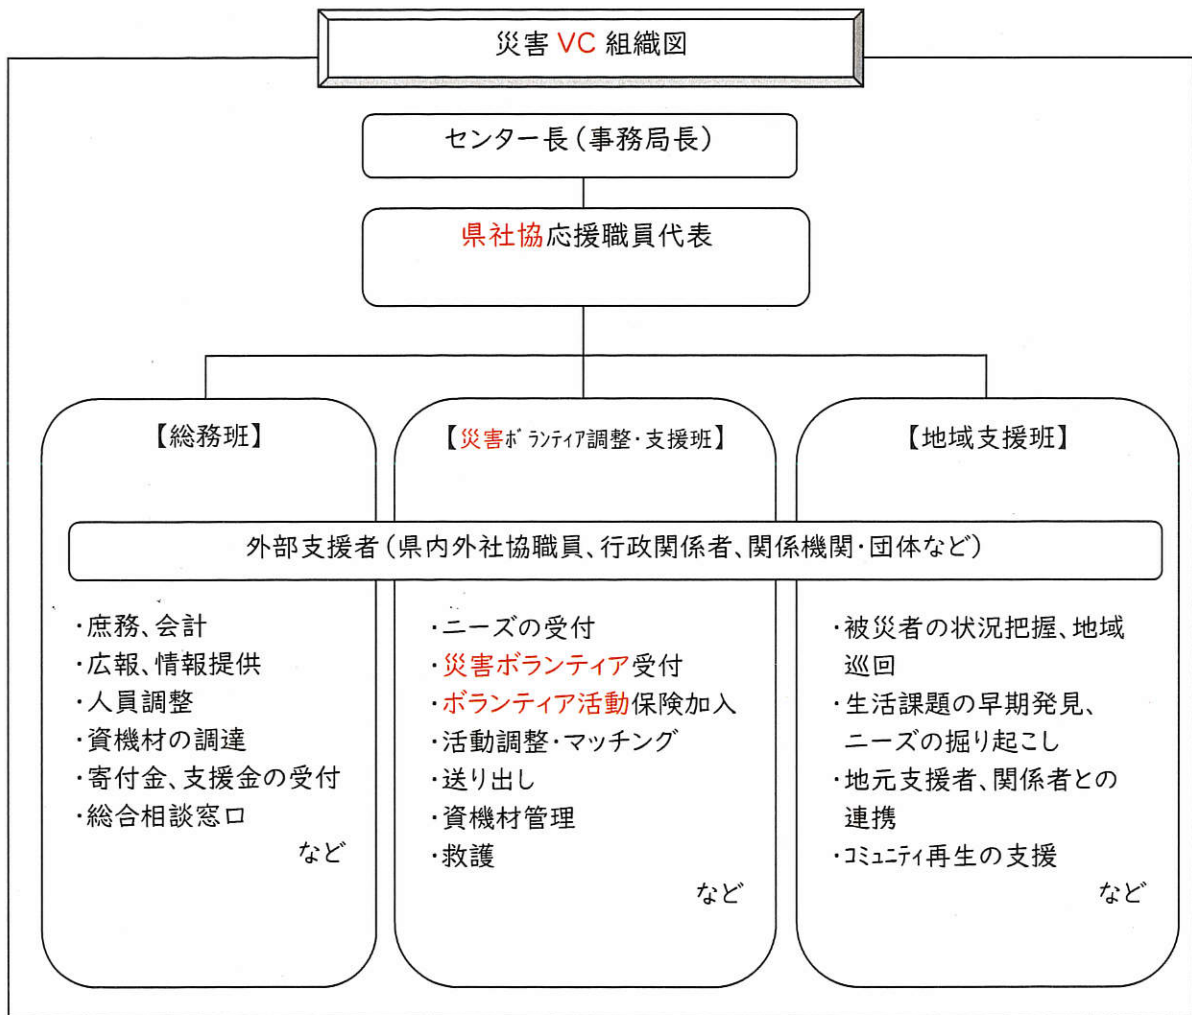 災害 VC 組織図
センター長(事務局長)
県社協応援職員代表
【総務班】
【災害ボランティア調整・支援班】
【地域支援班】
外部支援者(県内外社協職員、行政関係者、関係機関・団体など)
・庶務、会計
・広報、情報提供
・人員調整
・資機材の調達
・寄付金、支援金の受付
・総合相談窓口
など
・ニーズの受付
・災害ボランティア受付
・ボランティア活動保険加入
・活動調整・マッチング
・送り出し
・資機材管理
・救護
など
・被災者の状況把握、地域
巡回
・生活課題の早期発見、
ニーズの掘り起こし
・地元支援者、関係者との
連携
・コミュニティ再生の支援
など